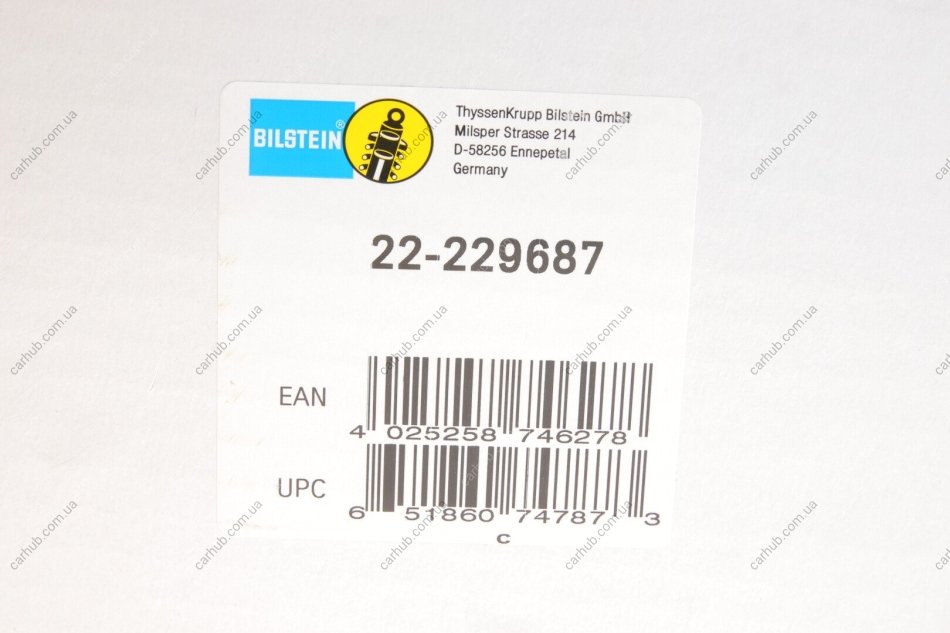 BILSTEIN®
ThyssenKrupp Bilstein GmbH
Milsper Strasse 214
D-58256 Ennepetal
Germany
22-229687
EAN
4 025258 746278
UPC
6 51860 74787 3
C
carhub.com.ua